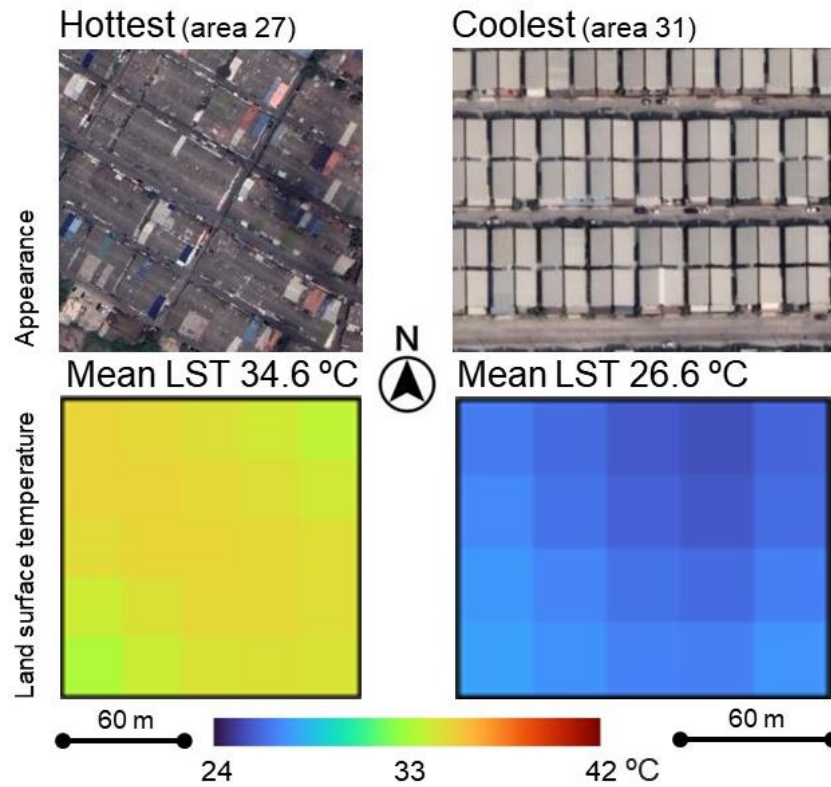 Hottest (area 27)
Coolest (area 31)
Appearance
N
Mean LST 34.6 ºC
Mean LST 26.6 ºC
Land surface temperature
60 m
60 m
24 33 42 ºC